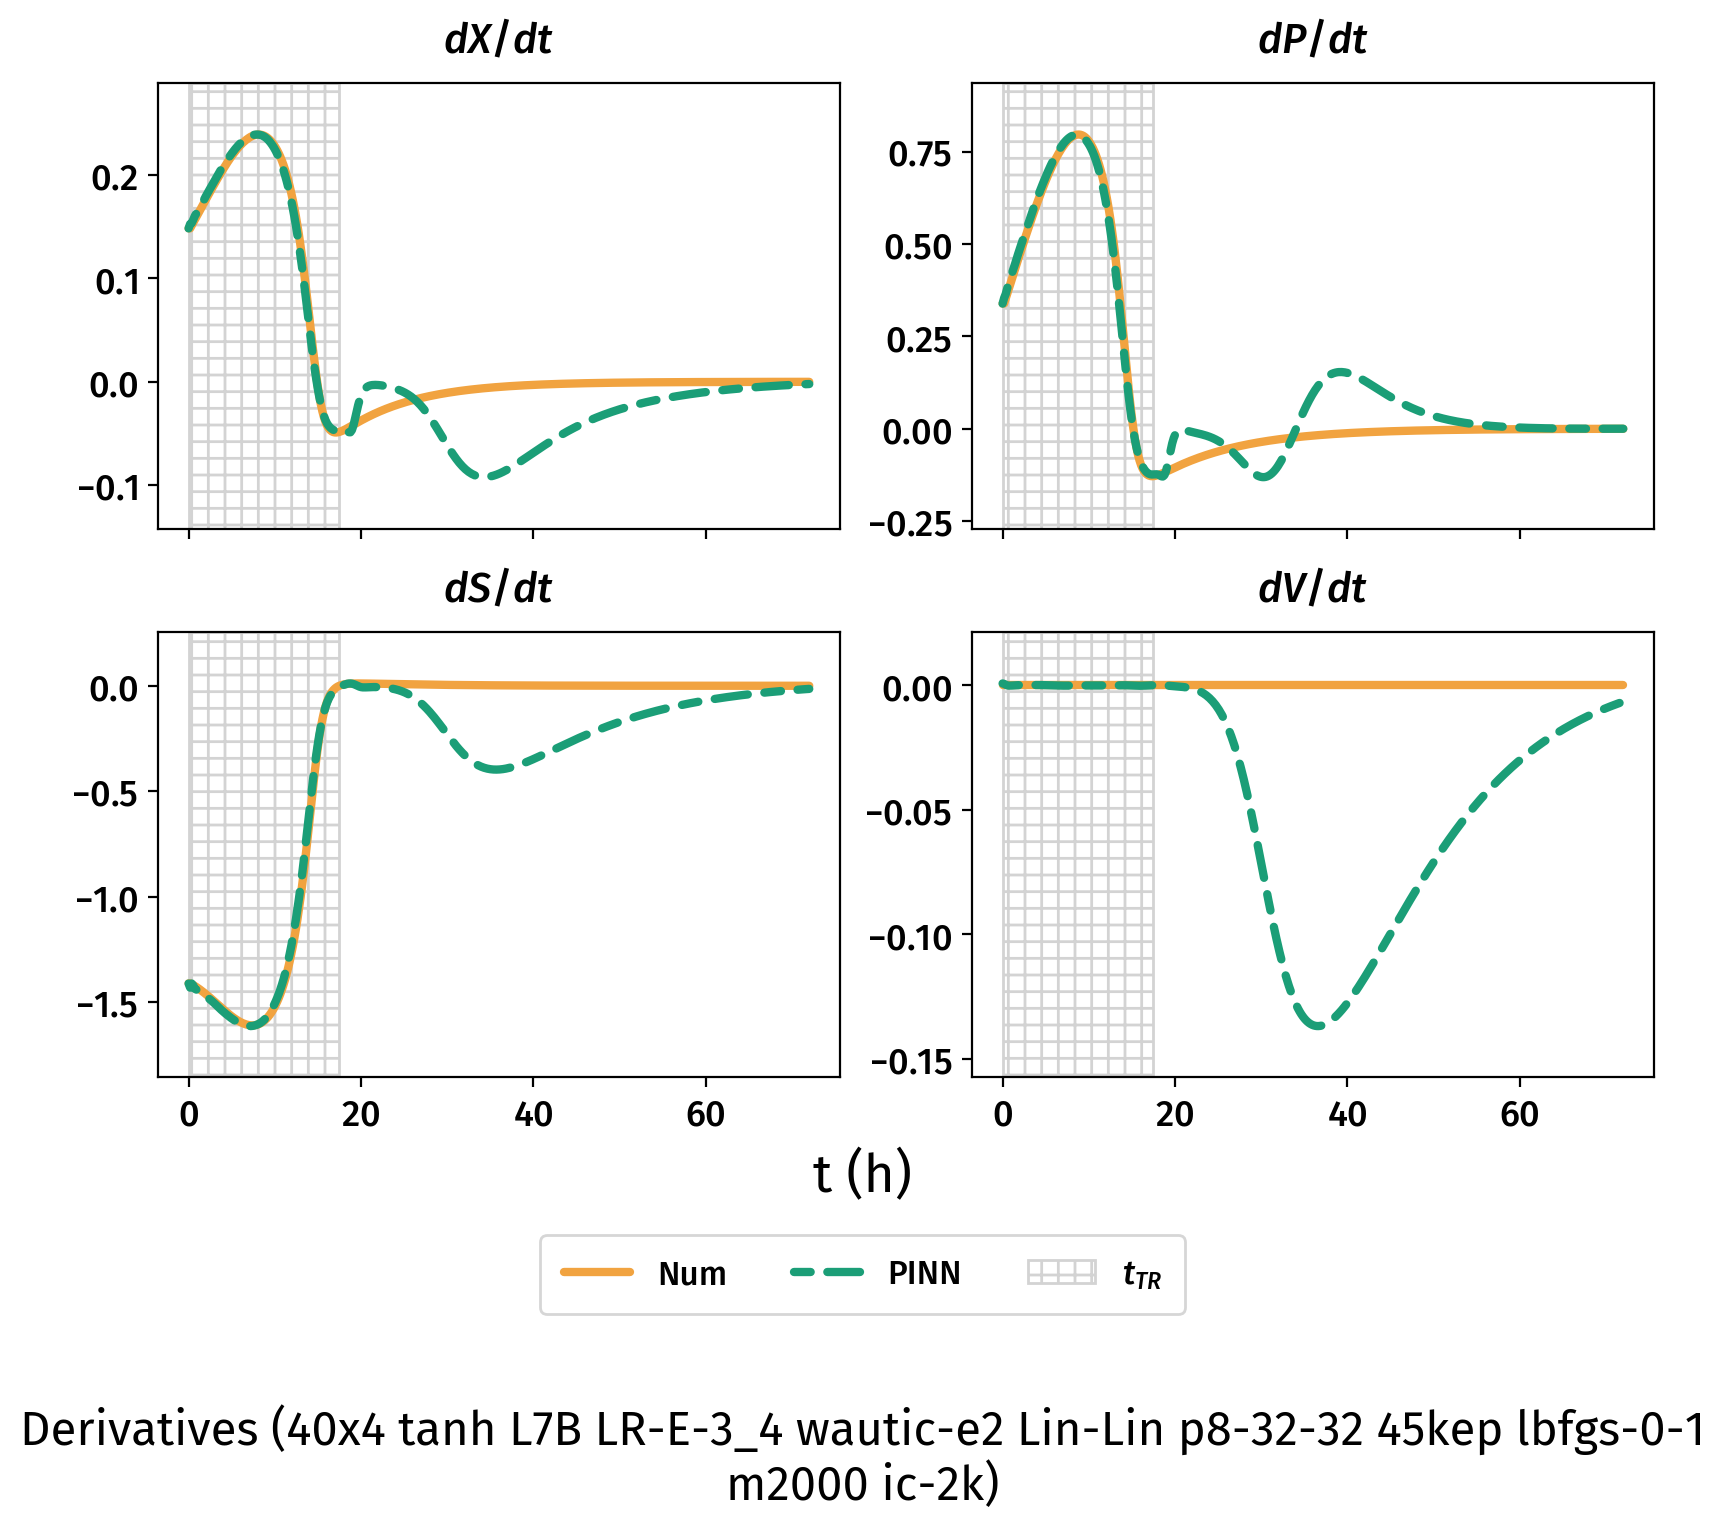 dX/dt
dP/dt
0.2
0.1
0.0
−0.1
0.75
0.50
0.25
0.00
−0.25
dS/dt
dV/dt
0.0
−0.5
−1.0
−1.5
0.00
−0.05
−0.10
−0.15
0 20 40 60
0 20 40 60
t (h)
Num PINN tTR
Derivatives (40x4 tanh L7B LR-E-3_4 wautic-e2 Lin-Lin p8-32-32 45kep lbfgs-0-1
m2000 ic-2k)